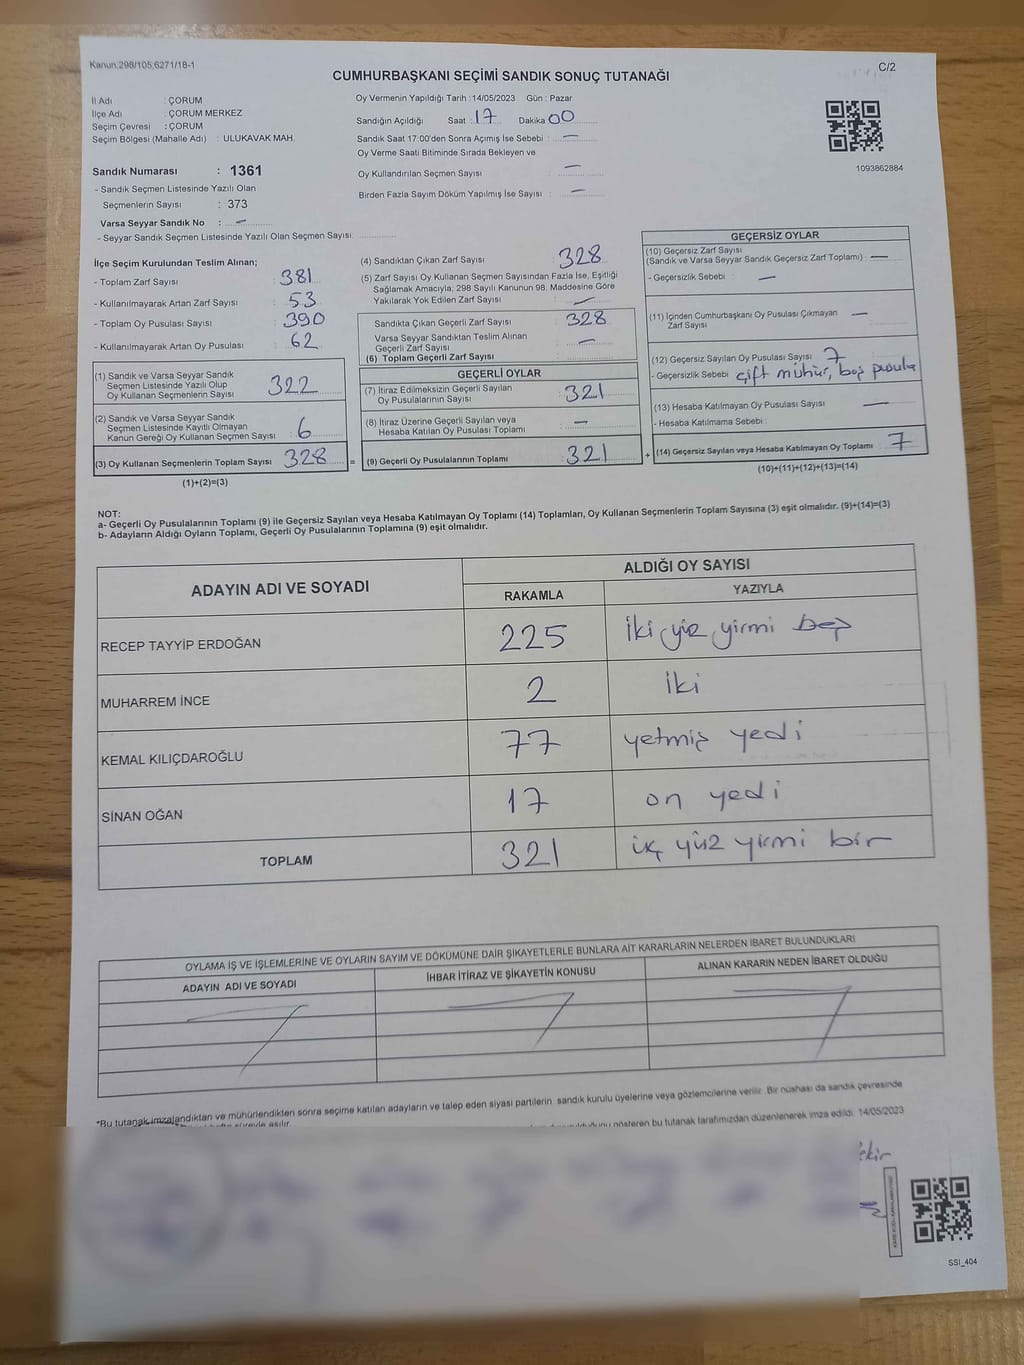 Kanun:298/105,6271/18-1
C/2
CUMHURBAŞKANI SEÇİMİ SANDIK SONUÇ TUTANAĞI
İl Adı : ÇORUM
İlçe Adı : ÇORUM MERKEZ
Seçim Çevresi : ÇORUM
Seçim Bölgesi (Mahalle Adı) : ULUKAVAK MAH.
Sandık Numarası : 1361
- Sandık Seçmen Listesinde Yazılı Olan
Seçmenlerin Sayısı : 373
Varsa Seyyar Sandık No : –
- Seyyar Sandık Seçmen Listesinde Yazılı Olan Seçmen Sayısı:
Oy Vermenin Yapıldığı Tarih :14/05/2023 Gün : Pazar
Sandığın Açıldığı Saat : 17 Dakika 00
Sandık Saat 17:00'den Sonra Açımış İse Sebebi : —
Oy Verme Saati Bitiminde Sırada Bekleyen ve
Oy Kullandırılan Seçmen Sayısı : —
Birden Fazla Sayım Döküm Yapılmış İse Sayısı : —
1093862884
İlçe Seçim Kurulundan Teslim Alınan;
- Toplam Zarf Sayısı : 381
- Kullanılmayarak Artan Zarf Sayısı : 53
- Toplam Oy Pusulası Sayısı : 390
- Kullanılmayarak Artan Oy Pusulası : 62
(1) Sandık ve Varsa Seyyar Sandık
Seçmen Listesinde Yazılı Olup
Oy Kullanan Seçmenlerin Sayısı 322
(2) Sandık ve Varsa Seyyar Sandık
Seçmen Listesinde Kayıtlı Olmayan
Kanun Gereği Oy Kullanan Seçmen Sayısı 6
(3) Oy Kullanan Seçmenlerin Toplam Sayısı 328
(1)+(2)=(3)
=
(4) Sandıktan Çıkan Zarf Sayısı : 328
(5) Zarf Sayısı Oy Kullanan Seçmen Sayısından Fazla İse, Eşitliği
Sağlamak Amacıyla, 298 Sayılı Kanunun 98. Maddesine Göre
Yakılarak Yok Edilen Zarf Sayısı : —
Sandıkta Çıkan Geçerli Zarf Sayısı : 328
Varsa Seyyar Sandıktan Teslim Alınan
Geçerli Zarf Sayısı : —
(6) Toplam Geçerli Zarf Sayısı :
GEÇERLİ OYLAR
(7) İtiraz Edilmeksizin Geçerli Sayılan
Oy Pusulalarının Sayısı : 321
(8) İtiraz Üzerine Geçerli Sayılan veya
Hesaba Katılan Oy Pusulası Toplamı : —
(9) Geçerli Oy Pusulalarının Toplamı : 321
+
GEÇERSİZ OYLAR
(10) Geçersiz Zarf Sayısı
(Sandık ve Varsa Seyyar Sandık Geçersiz Zarf Toplamı) : —
- Geçersizlik Sebebi : —
(11) İçinden Cumhurbaşkanı Oy Pusulası Çıkmayan
Zarf Sayısı : —
(12) Geçersiz Sayılan Oy Pusulası Sayısı : 7
- Geçersizlik Sebebi : çift mühür, boş pusula
(13) Hesaba Katılmayan Oy Pusulası Sayısı : —
- Hesaba Katılmama Sebebi :
(14) Geçersiz Sayılan veya Hesaba Katılmayan Oy Toplamı : 7
(10)+(11)+(12)+(13)=(14)
NOT:
a- Geçerli Oy Pusulalarının Toplamı (9) ile Geçersiz Sayılan veya Hesaba Katılmayan Oy Toplamı (14) Toplamları, Oy Kullanan Seçmenlerin Toplam Sayısına (3) eşit olmalıdır. (9)+(14)=(3)
b- Adayların Aldığı Oyların Toplamı, Geçerli Oy Pusulalarının Toplamına (9) eşit olmalıdır.
ADAYIN ADI VE SOYADI
ALDIĞI OY SAYISI
RAKAMLA YAZIYLA
RECEP TAYYİP ERDOĞAN 225 iki yüz yirmi beş
MUHARREM İNCE 2 iki
KEMAL KILIÇDAROĞLU 77 yetmiş yedi
SİNAN OĞAN 17 on yedi
TOPLAM 321 üç yüz yirmi bir
OYLAMA İŞ VE İŞLEMLERİNE VE OYLARIN SAYIM VE DÖKÜMÜNE DAİR ŞİKAYETLERLE BUNLARA AİT KARARLARIN NELERDEN İBARET BULUNDUKLARI
ADAYIN ADI VE SOYADI İHBAR İTİRAZ VE ŞİKAYETİN KONUSU ALINAN KARARIN NEDEN İBARET OLDUĞU
*Bu tutanak imzalandıktan ve mühürlendikten sonra seçime katılan adayların ve talep eden siyasi partilerin sandık kurulu üyelerine veya gözlemcilerine verilir. Bir nüshası da sandık çevresinde
gösteren bu tutanak tarafımızdan düzenlenerek imza edildi. 14/05/2023
SSI_404